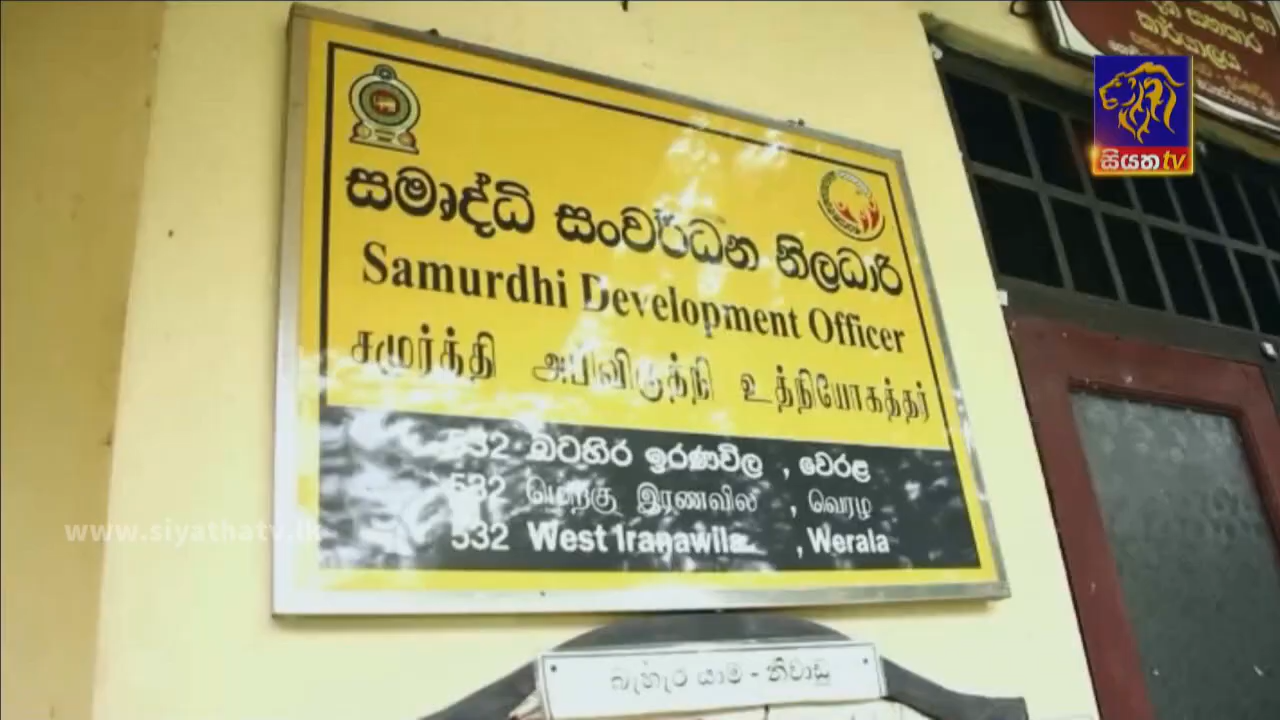 සමෘද්ධි සංවර්ධන නිලධාරි
Samurdhi Development Officer
சமுர்த்தி அபிவிருத்தி உத்தியோகத்தர்
532 බටහිර ඉරණවිල , වෙරළ
532 மேற்கு இரணவில , வெரழ
532 West Iranawila , Werala
බැහැර යාම - නිවාඩු
කාර්යාලය
සියත tv
www.siyathatv.lk